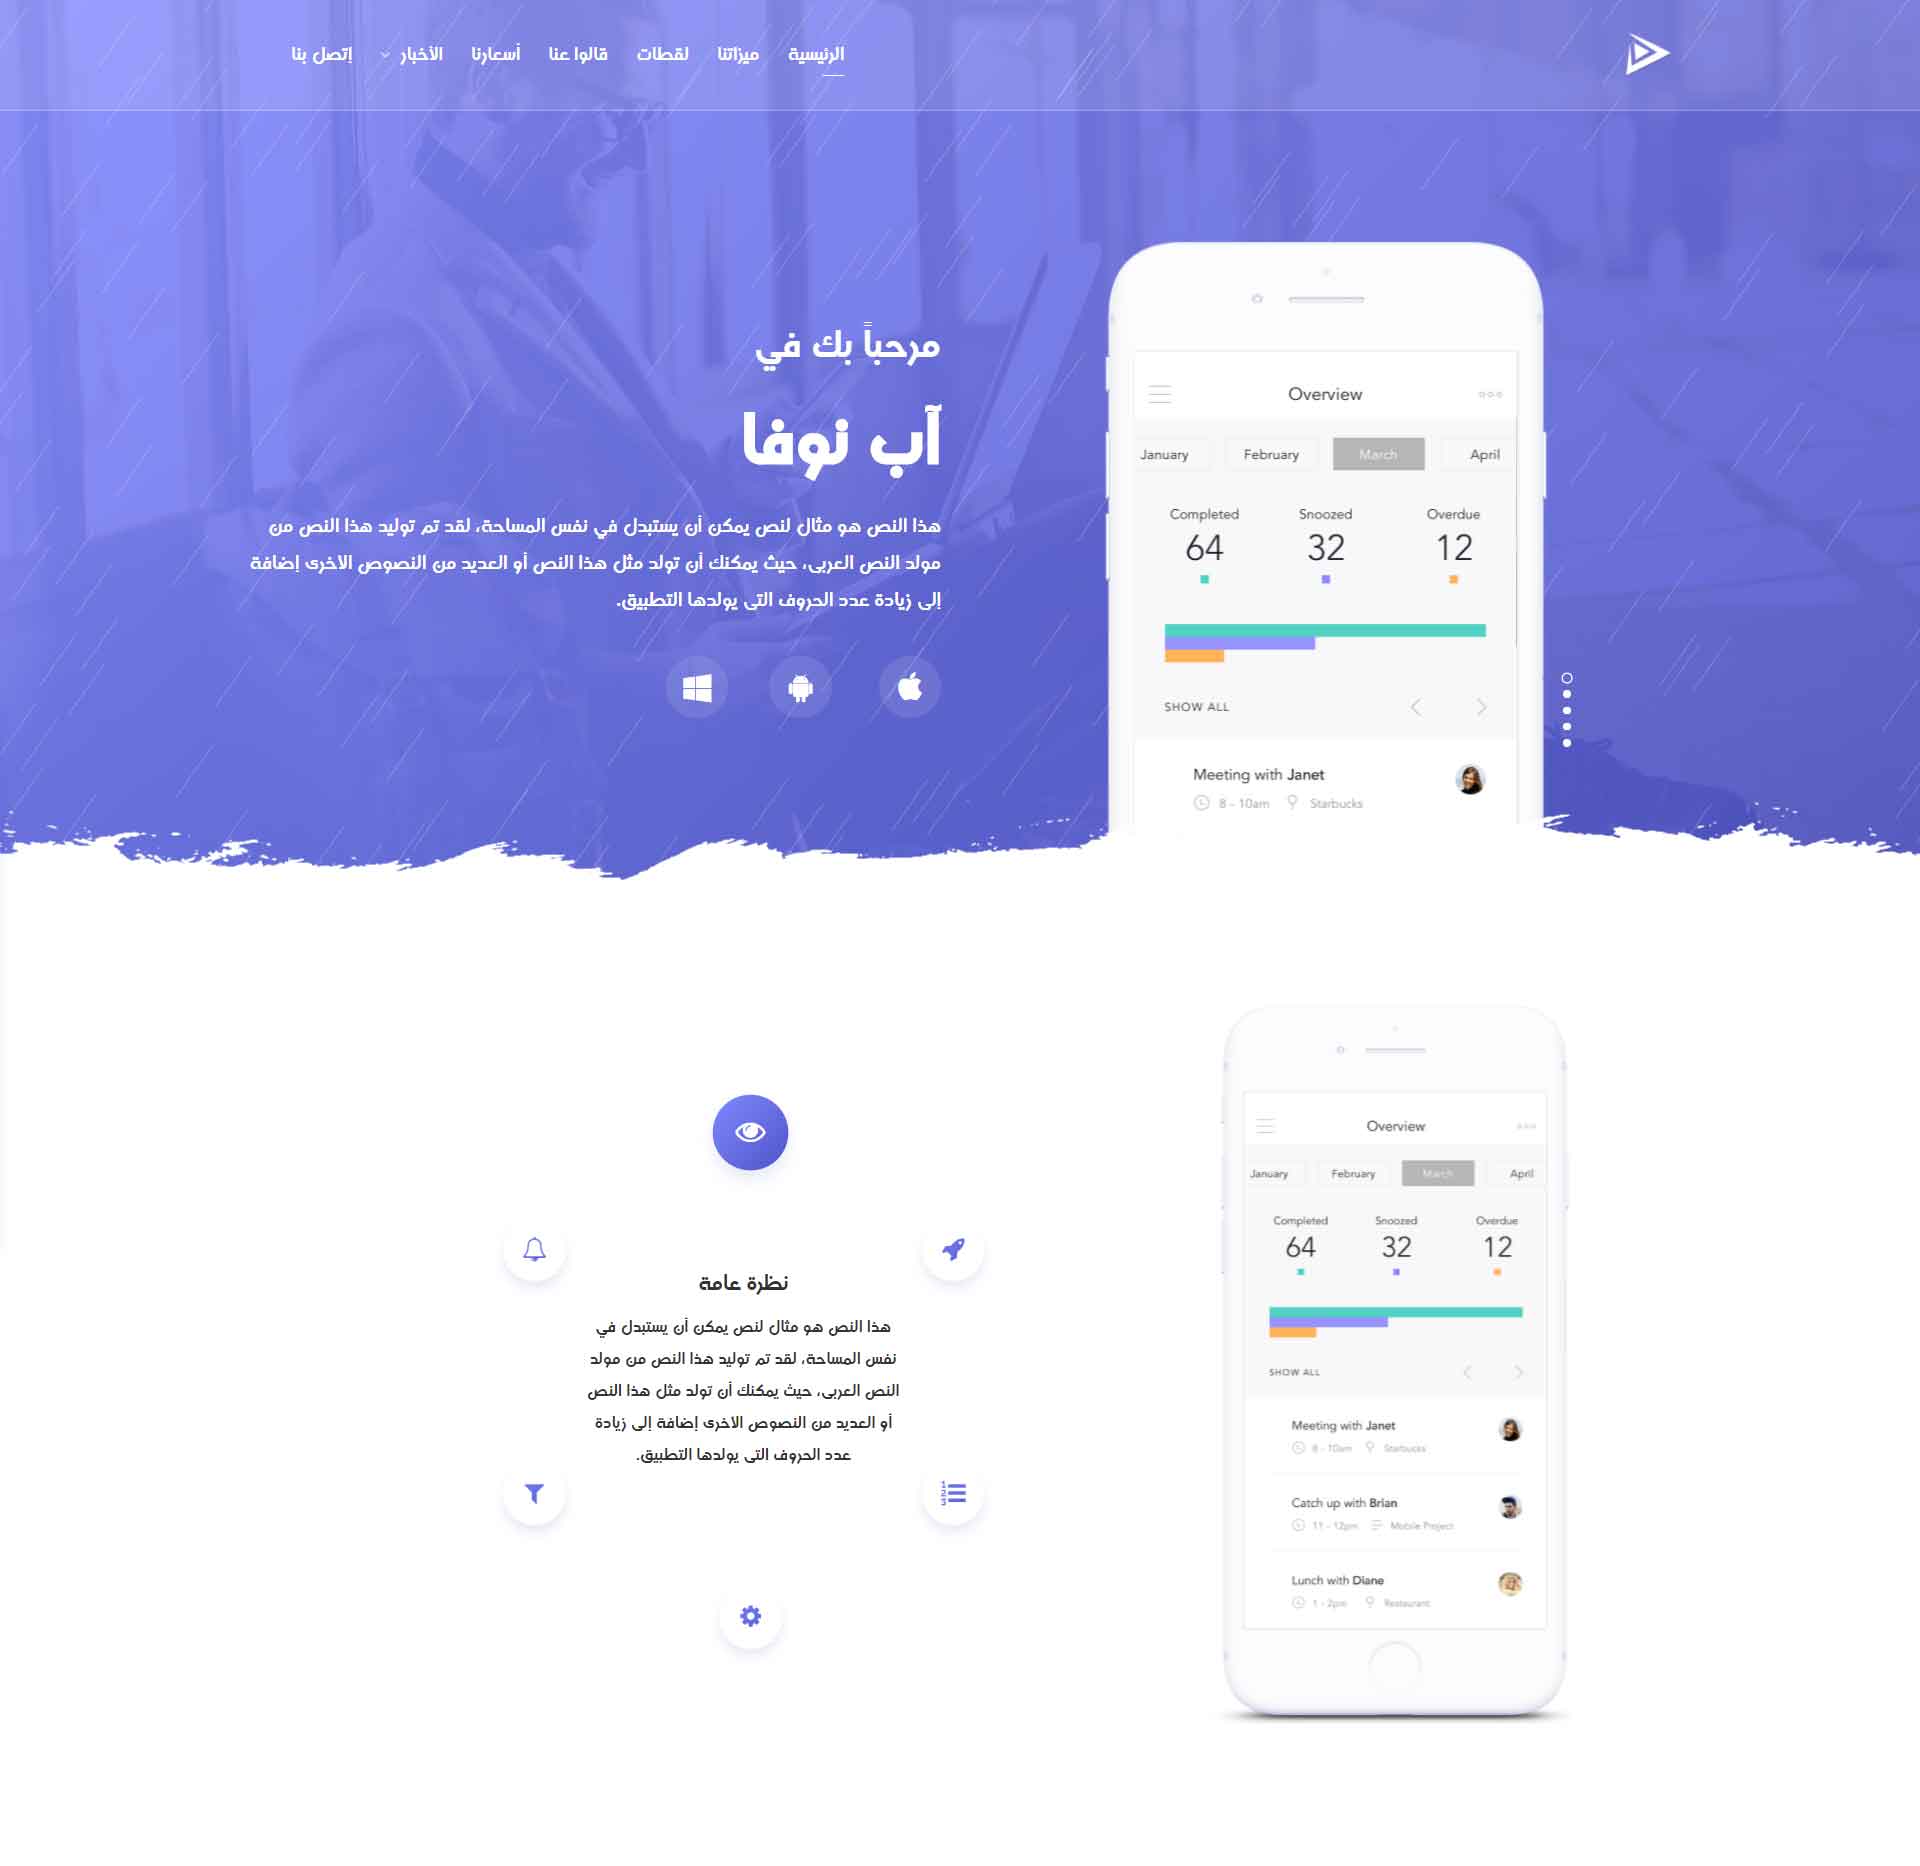 الرئيسية
ميزاتنا
لقطات
قالوا عنا
أسعارنا
الأخبار
إتصل بنا
Overview
January
February
March
April
Completed
Snoozed
Overdue
64
32
12
SHOW ALL
Meeting with Janet
8 - 10am
Starbucks
مرحباً بك في
آب نوفا
هذا النص هو مثال لنص يمكن أن يستبدل في نفس المساحة، لقد تم توليد هذا النص من
مولد النص العربى، حيث يمكنك أن تولد مثل هذا النص أو العديد من النصوص الاخرى إضافة
إلى زيادة عدد الحروف التى يولدها التطبيق.
Overview
January
February
March
April
Completed
Snoozed
Overdue
64
32
12
SHOW ALL
Meeting with Janet
8 - 10am
Starbucks
Catch up with Brian
11 - 12pm
Mobile Project
Lunch with Diane
1 - 2pm
Restaurant
نظرة عامة
هذا النص هو مثال لنص يمكن أن يستبدل في
نفس المساحة، لقد تم توليد هذا النص من مولد
النص العربى، حيث يمكنك أن تولد مثل هذا النص
أو العديد من النصوص الاخرى إضافة إلى زيادة
عدد الحروف التى يولدها التطبيق.